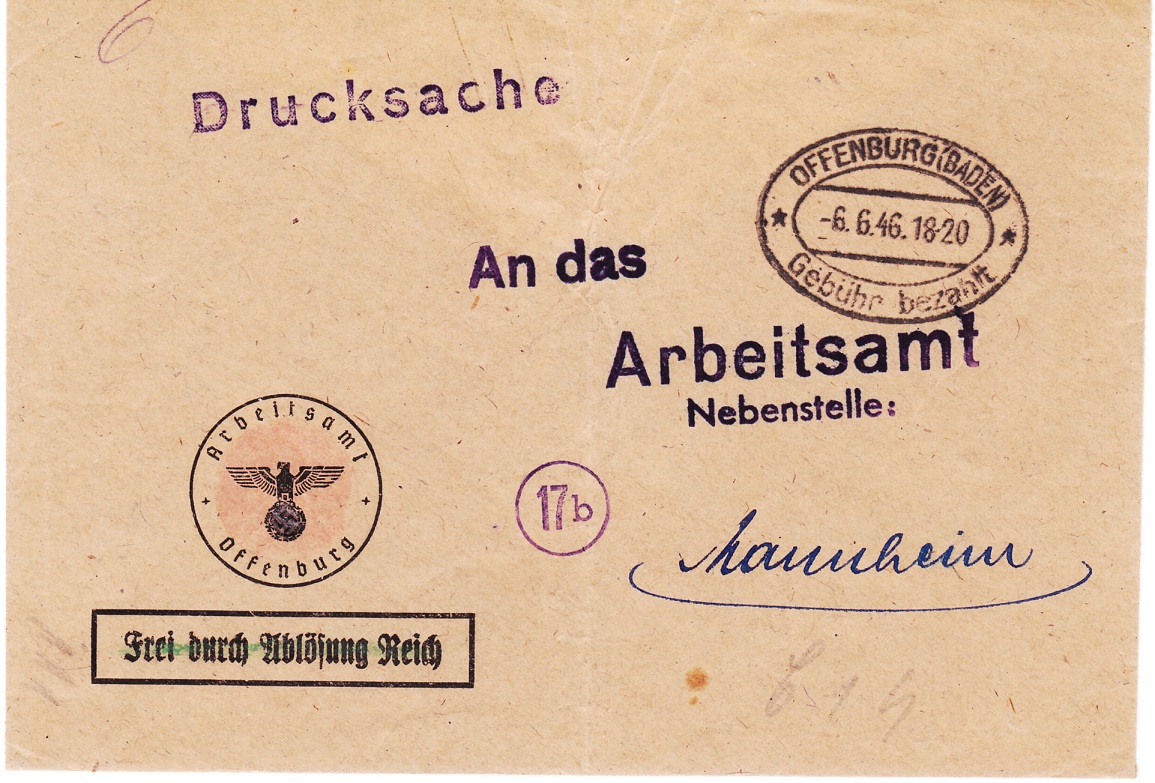 Drucksache
OFFENBURG (BADEN)
-6.6.46.18-20
Gebühr bezahlt
An das
Arbeitsamt
Nebenstelle:
Arbeitsamt
Offenburg
17b
Mannheim
Frei durch Ablösung Reich